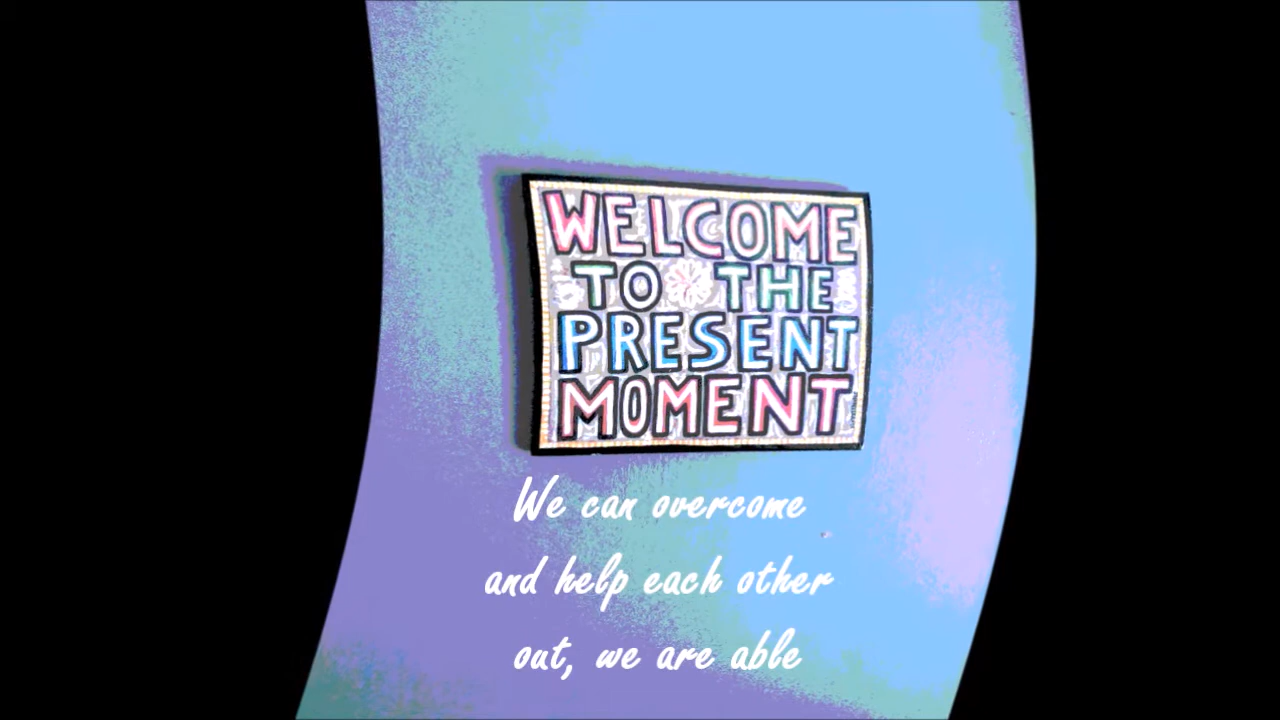 WELCOME
TO THE
PRESENT
MOMENT
We can overcome
and help each other
out, we are able